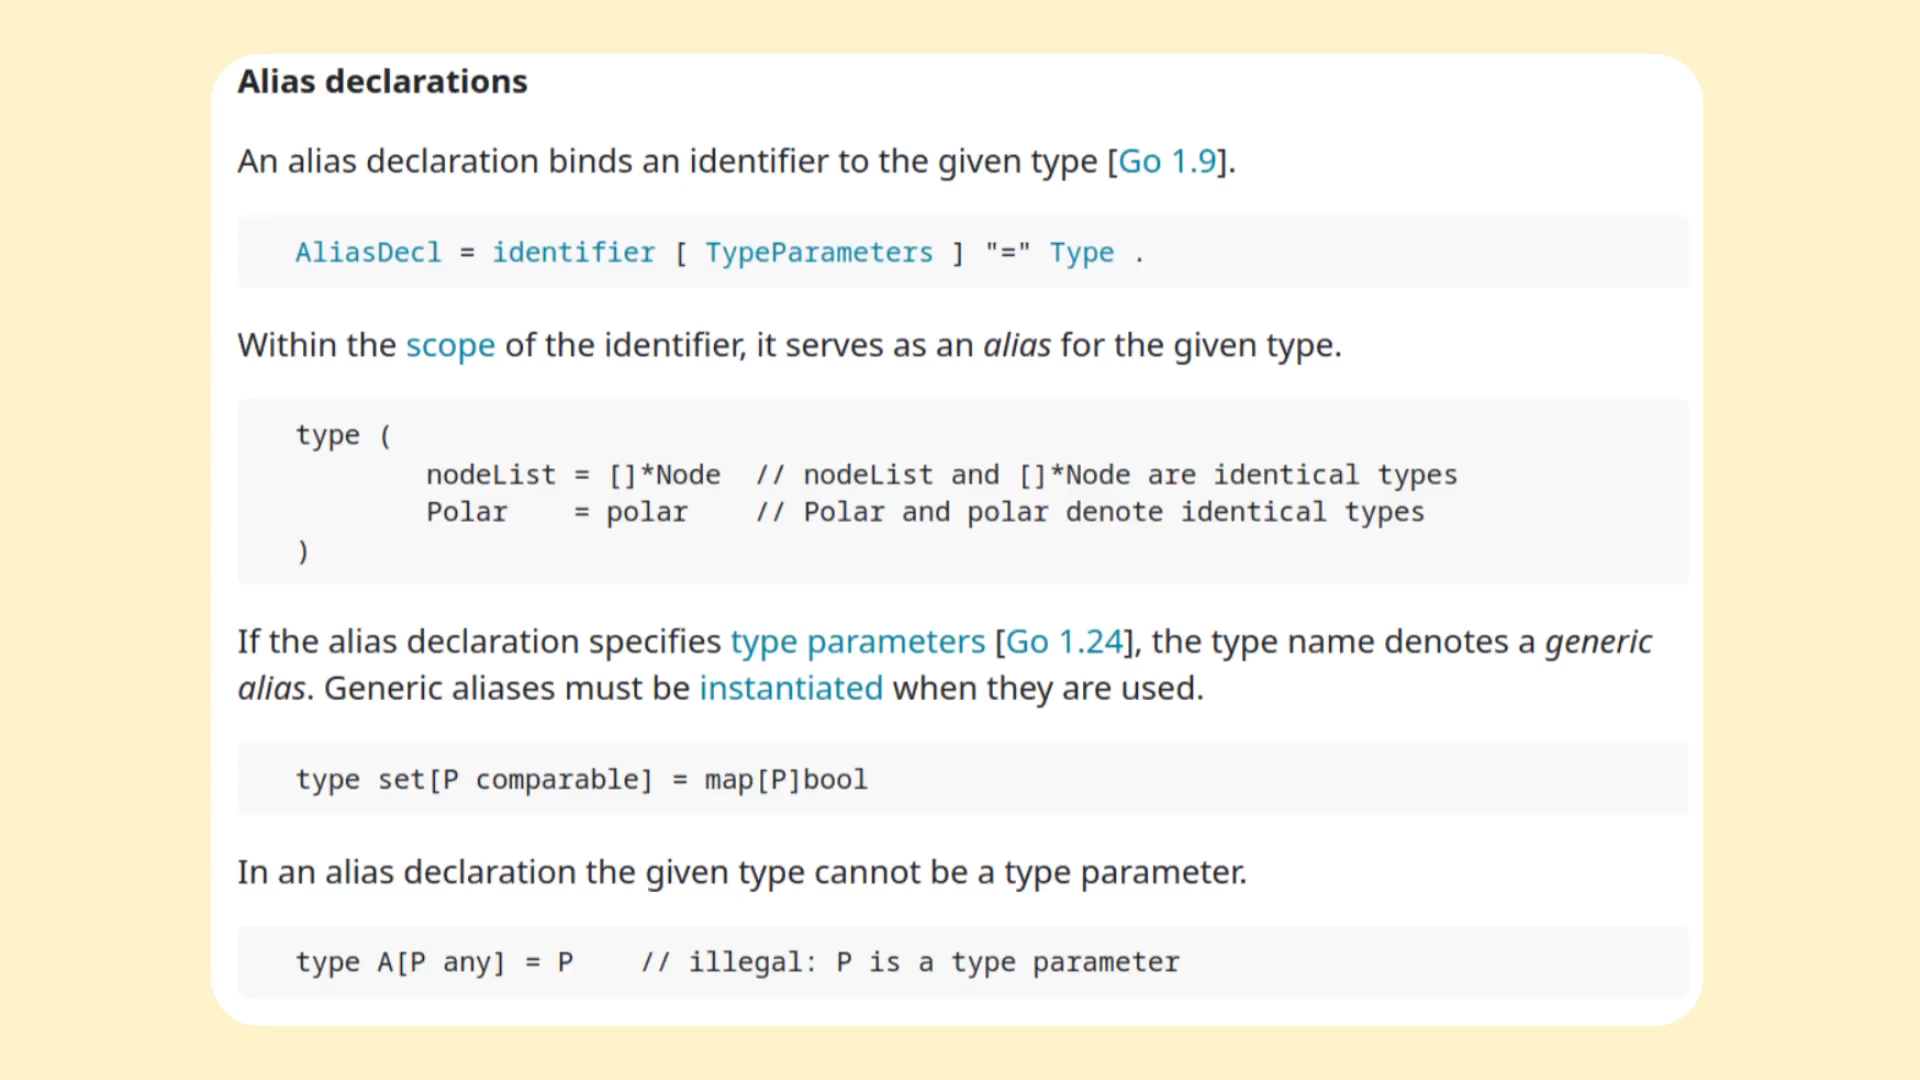 Alias declarations
An alias declaration binds an identifier to the given type [Go 1.9].
AliasDecl = identifier [ TypeParameters ] "=" Type .
Within the scope of the identifier, it serves as an alias for the given type.
type (
nodeList = []*Node // nodeList and []*Node are identical types
Polar = polar // Polar and polar denote identical types
)
If the alias declaration specifies type parameters [Go 1.24], the type name denotes a generic
alias. Generic aliases must be instantiated when they are used.
type set[P comparable] = map[P]bool
In an alias declaration the given type cannot be a type parameter.
type A[P any] = P // illegal: P is a type parameter